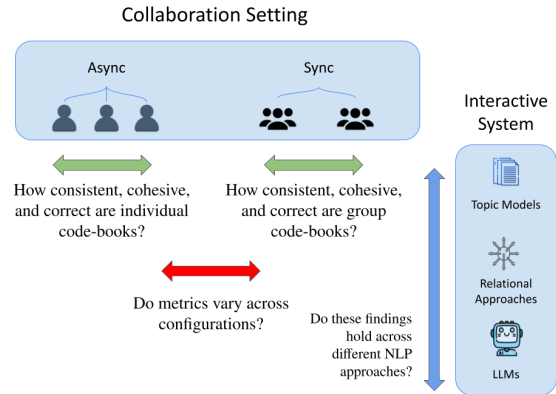 Collaboration Setting
Async
Sync
How consistent, cohesive,
and correct are individual
code-books?
How consistent, cohesive,
and correct are group
code-books?
Do metrics vary across
configurations?
Do these findings
hold across
different NLP
approaches?
Interactive
System
Topic Models
Relational
Approaches
LLMs